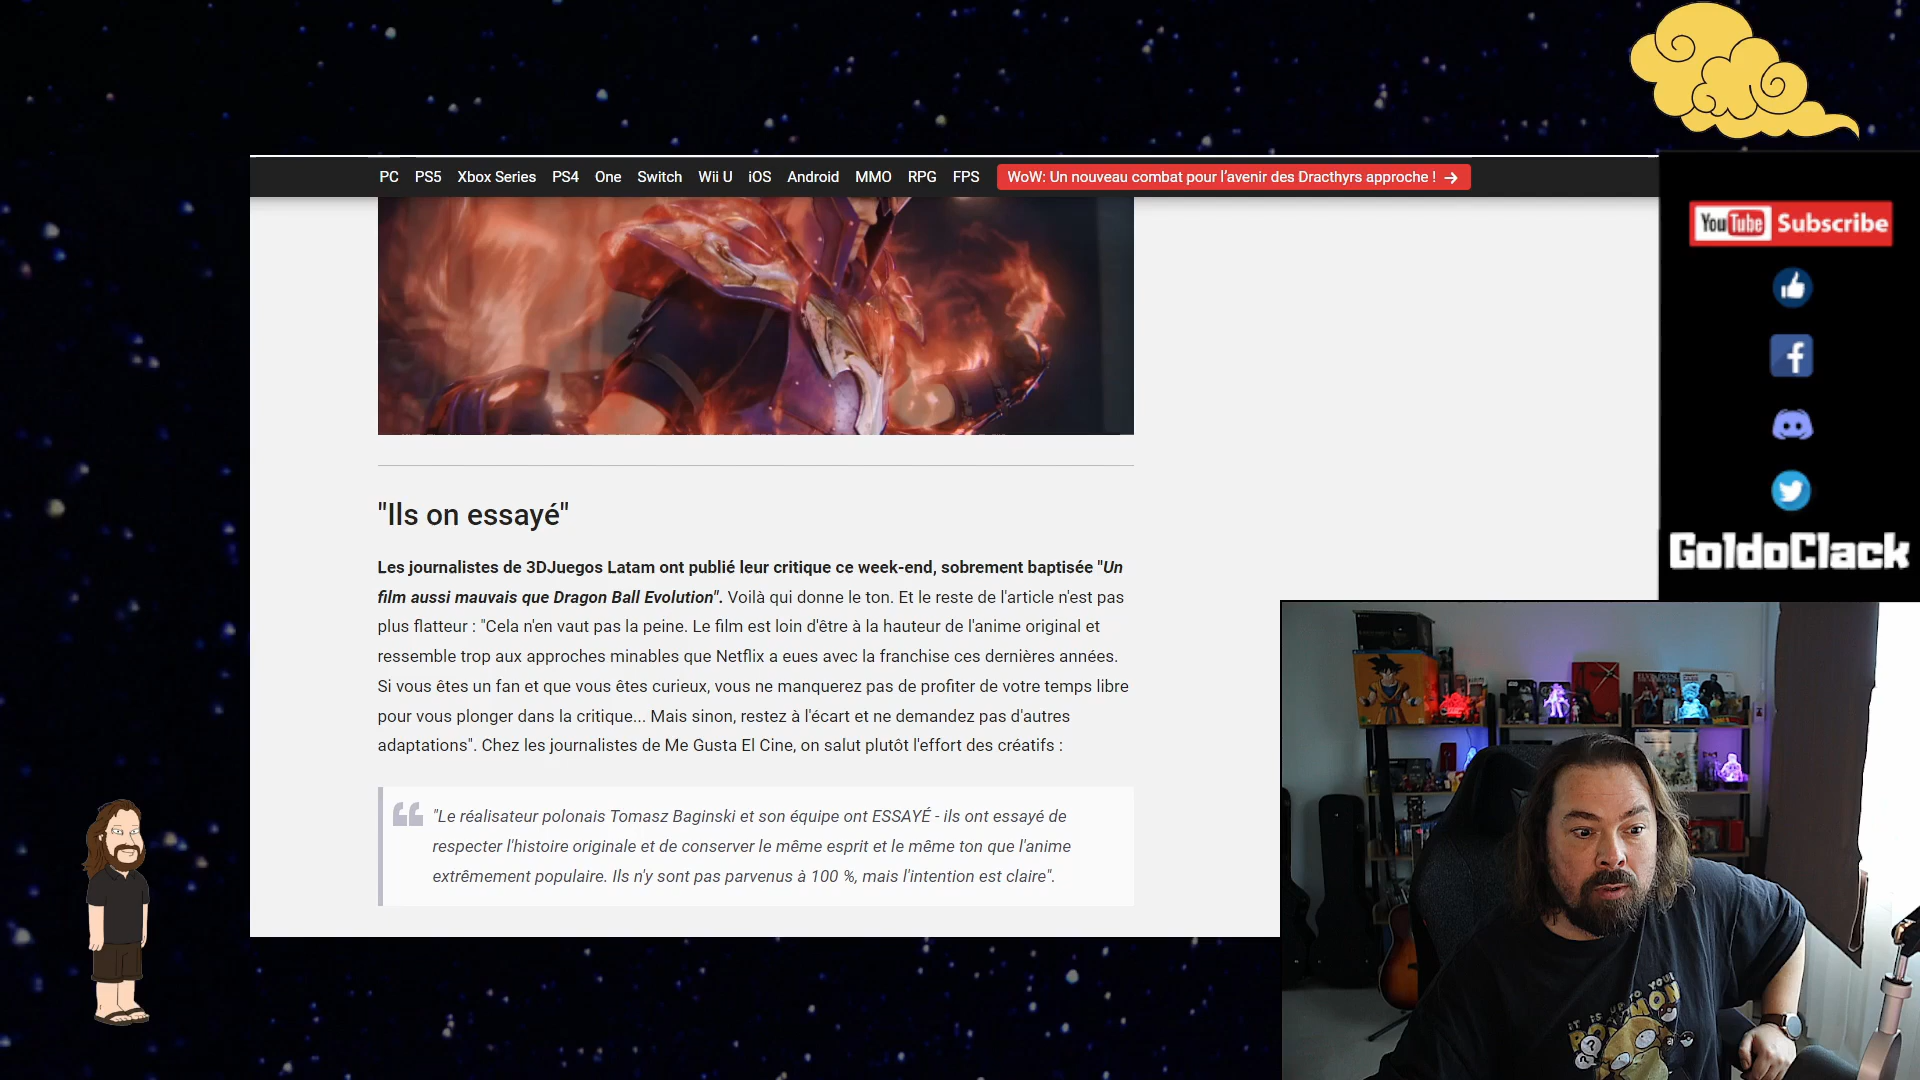 PC PS5 Xbox Series PS4 One Switch Wii U iOS Android MMO RPG FPS WoW: Un nouveau combat pour l'avenir des Dracthyrs approche ! →
YouTube Subscribe
GoldoClack
"Ils on essayé"
Les journalistes de 3DJuegos Latam ont publié leur critique ce week-end, sobrement baptisée "Un
film aussi mauvais que Dragon Ball Evolution". Voilà qui donne le ton. Et le reste de l'article n'est pas
plus flatteur : "Cela n'en vaut pas la peine. Le film est loin d'être à la hauteur de l'anime original et
ressemble trop aux approches minables que Netflix a eues avec la franchise ces dernières années.
Si vous êtes un fan et que vous êtes curieux, vous ne manquerez pas de profiter de votre temps libre
pour vous plonger dans la critique... Mais sinon, restez à l'écart et ne demandez pas d'autres
adaptations". Chez les journalistes de Me Gusta El Cine, on salut plutôt l'effort des créatifs :
"Le réalisateur polonais Tomasz Baginski et son équipe ont ESSAYÉ - ils ont essayé de
respecter l'histoire originale et de conserver le même esprit et le même ton que l'anime
extrêmement populaire. Ils n'y sont pas parvenus à 100 %, mais l'intention est claire".
IT IS UP TO YOU!